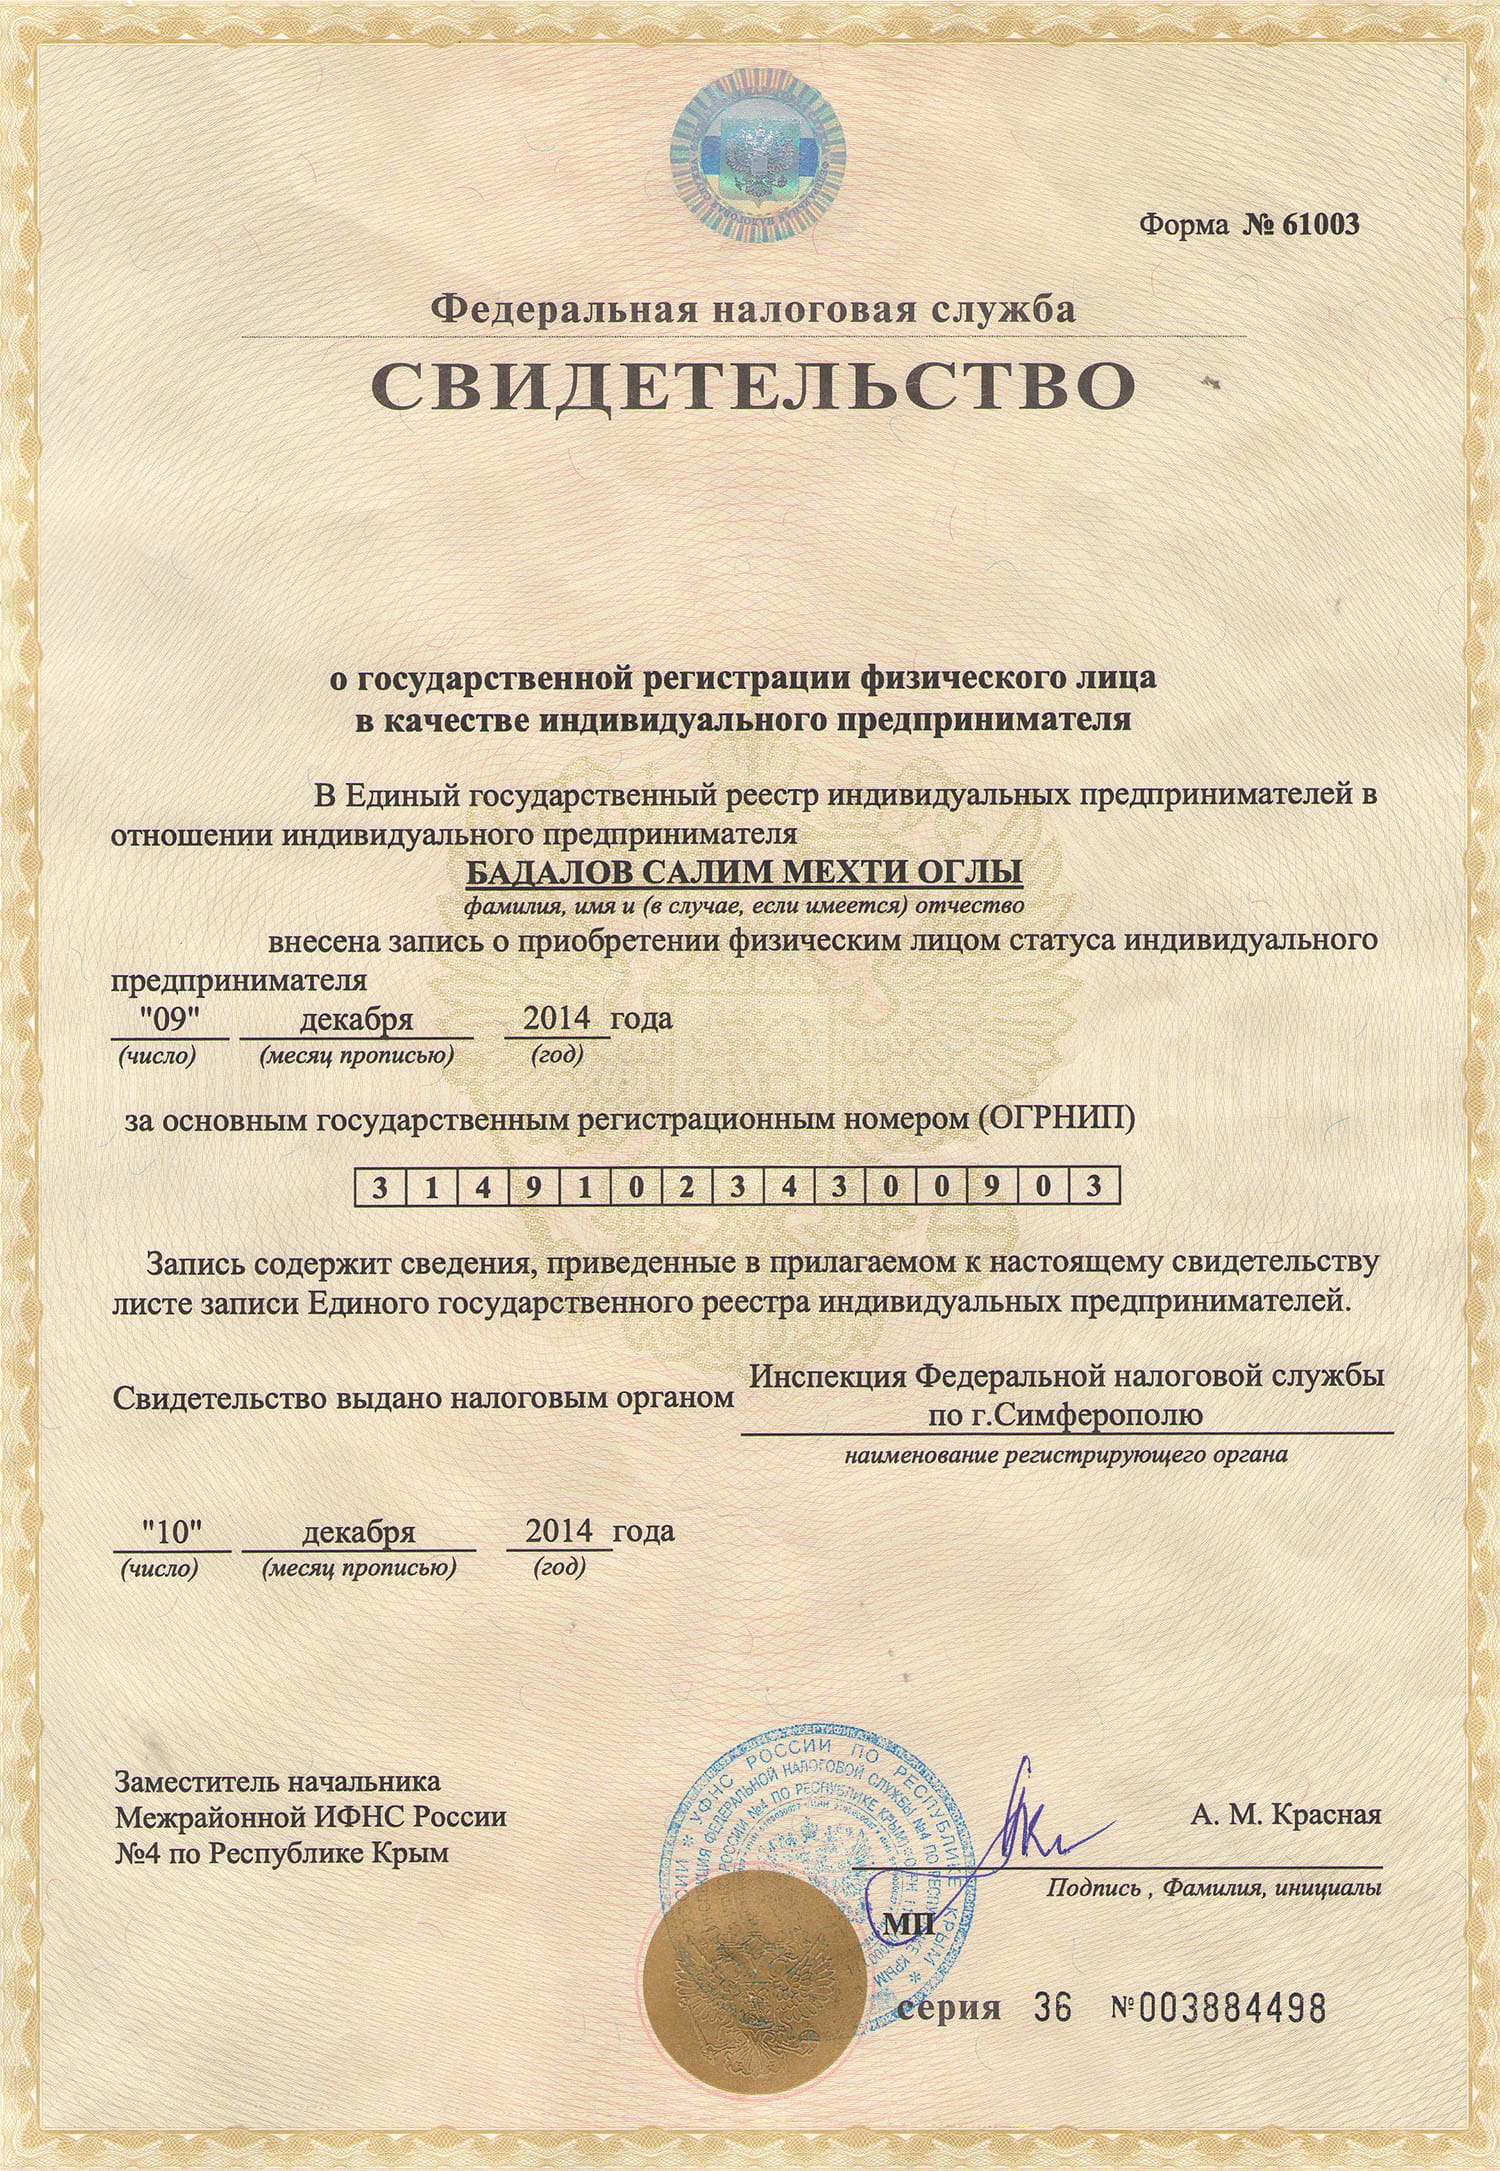 ФЕДЕРАЛЬНАЯ НАЛОГОВАЯ СЛУЖБА
Форма № 61003
Федеральная налоговая служба
СВИДЕТЕЛЬСТВО
о государственной регистрации физического лица
в качестве индивидуального предпринимателя
В Единый государственный реестр индивидуальных предпринимателей в
отношении индивидуального предпринимателя
БАДАЛОВ САЛИМ МЕХТИ ОГЛЫ
фамилия, имя и (в случае, если имеется) отчество
внесена запись о приобретении физическим лицом статуса индивидуального
предпринимателя
"09" декабря 2014 года
(число) (месяц прописью) (год)
за основным государственным регистрационным номером (ОГРНИП)
3 1 4 9 1 0 2 3 4 3 0 0 9 0 3
Запись содержит сведения, приведенные в прилагаемом к настоящему свидетельству
листе записи Единого государственного реестра индивидуальных предпринимателей.
Свидетельство выдано налоговым органом Инспекция Федеральной налоговой службы
по г.Симферополю
наименование регистрирующего органа
"10" декабря 2014 года
(число) (месяц прописью) (год)
Заместитель начальника
Межрайонной ИФНС России
№4 по Республике Крым
А. М. Красная
Подпись , Фамилия, инициалы
УФНС РОССИИ ПО РЕСПУБЛИКЕ КРЫМ
ФЕДЕРАЛЬНОЙ НАЛОГОВОЙ СЛУЖБЫ №4 ПО
РОССИИ №4 ПО РЕСПУБЛИКЕ КРЫМ
МП
серия 36 №003884498